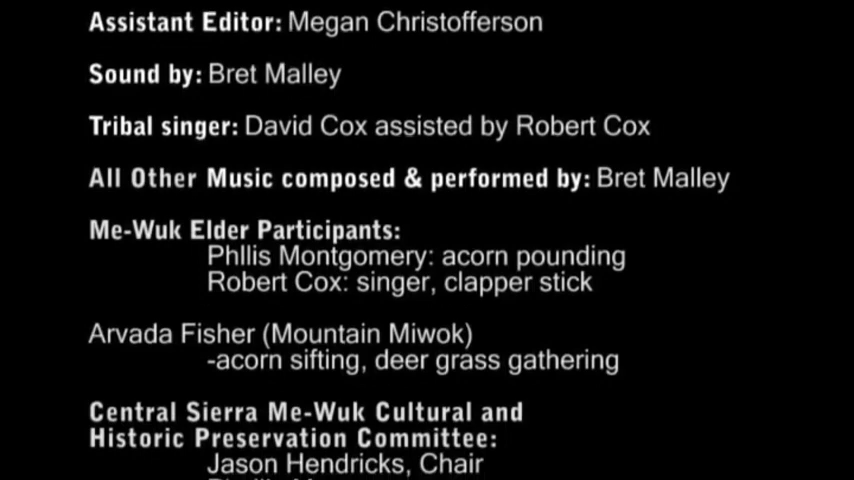 Assistant Editor: Megan Christofferson
Sound by: Bret Malley
Tribal singer: David Cox assisted by Robert Cox
All Other Music composed & performed by: Bret Malley
Me-Wuk Elder Participants:
Phllis Montgomery: acorn pounding
Robert Cox: singer, clapper stick
Arvada Fisher (Mountain Miwok)
-acorn sifting, deer grass gathering
Central Sierra Me-Wuk Cultural and
Historic Preservation Committee:
Jason Hendricks, Chair